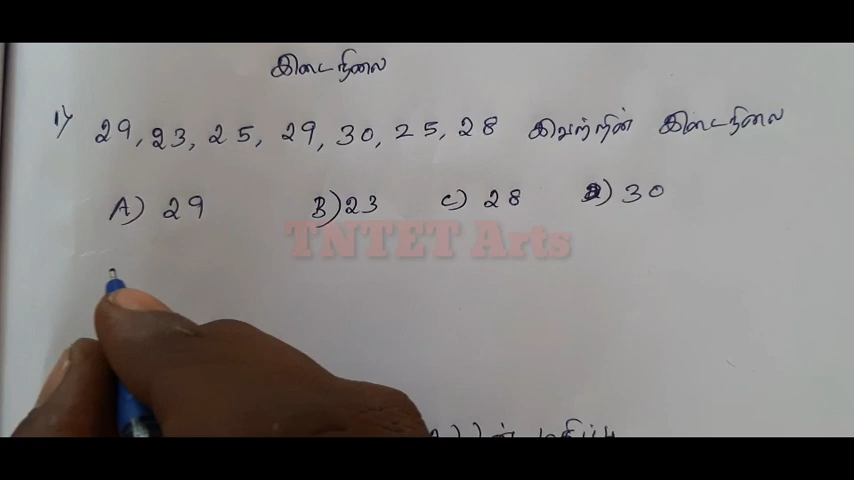 இடைநிலை
1) 29, 23, 25, 29, 30, 25, 28 இவற்றின் இடைநிலை
A) 29 B) 23 C) 28 D) 30
TNTET Arts